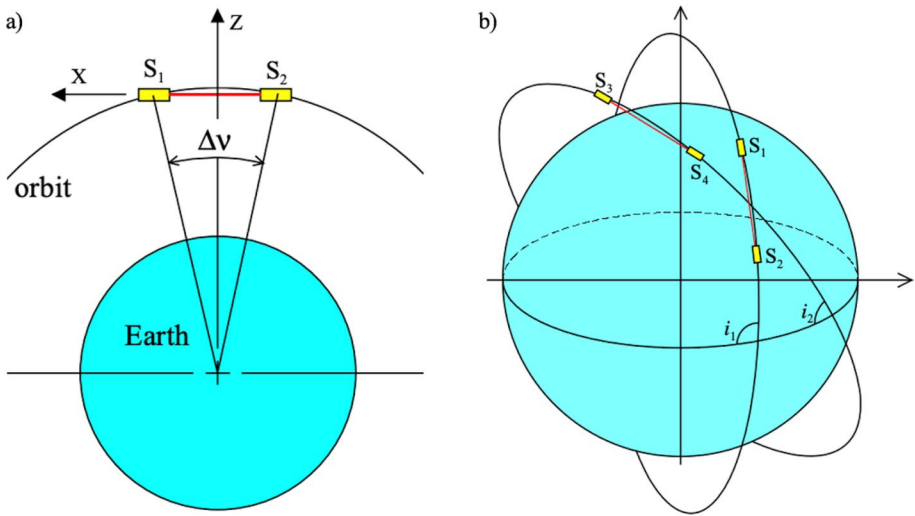 a)
Z
X
S₁
S₂
Δν
orbit
Earth
b)
S₃
S₁
S₄
S₂
i₁
i₂